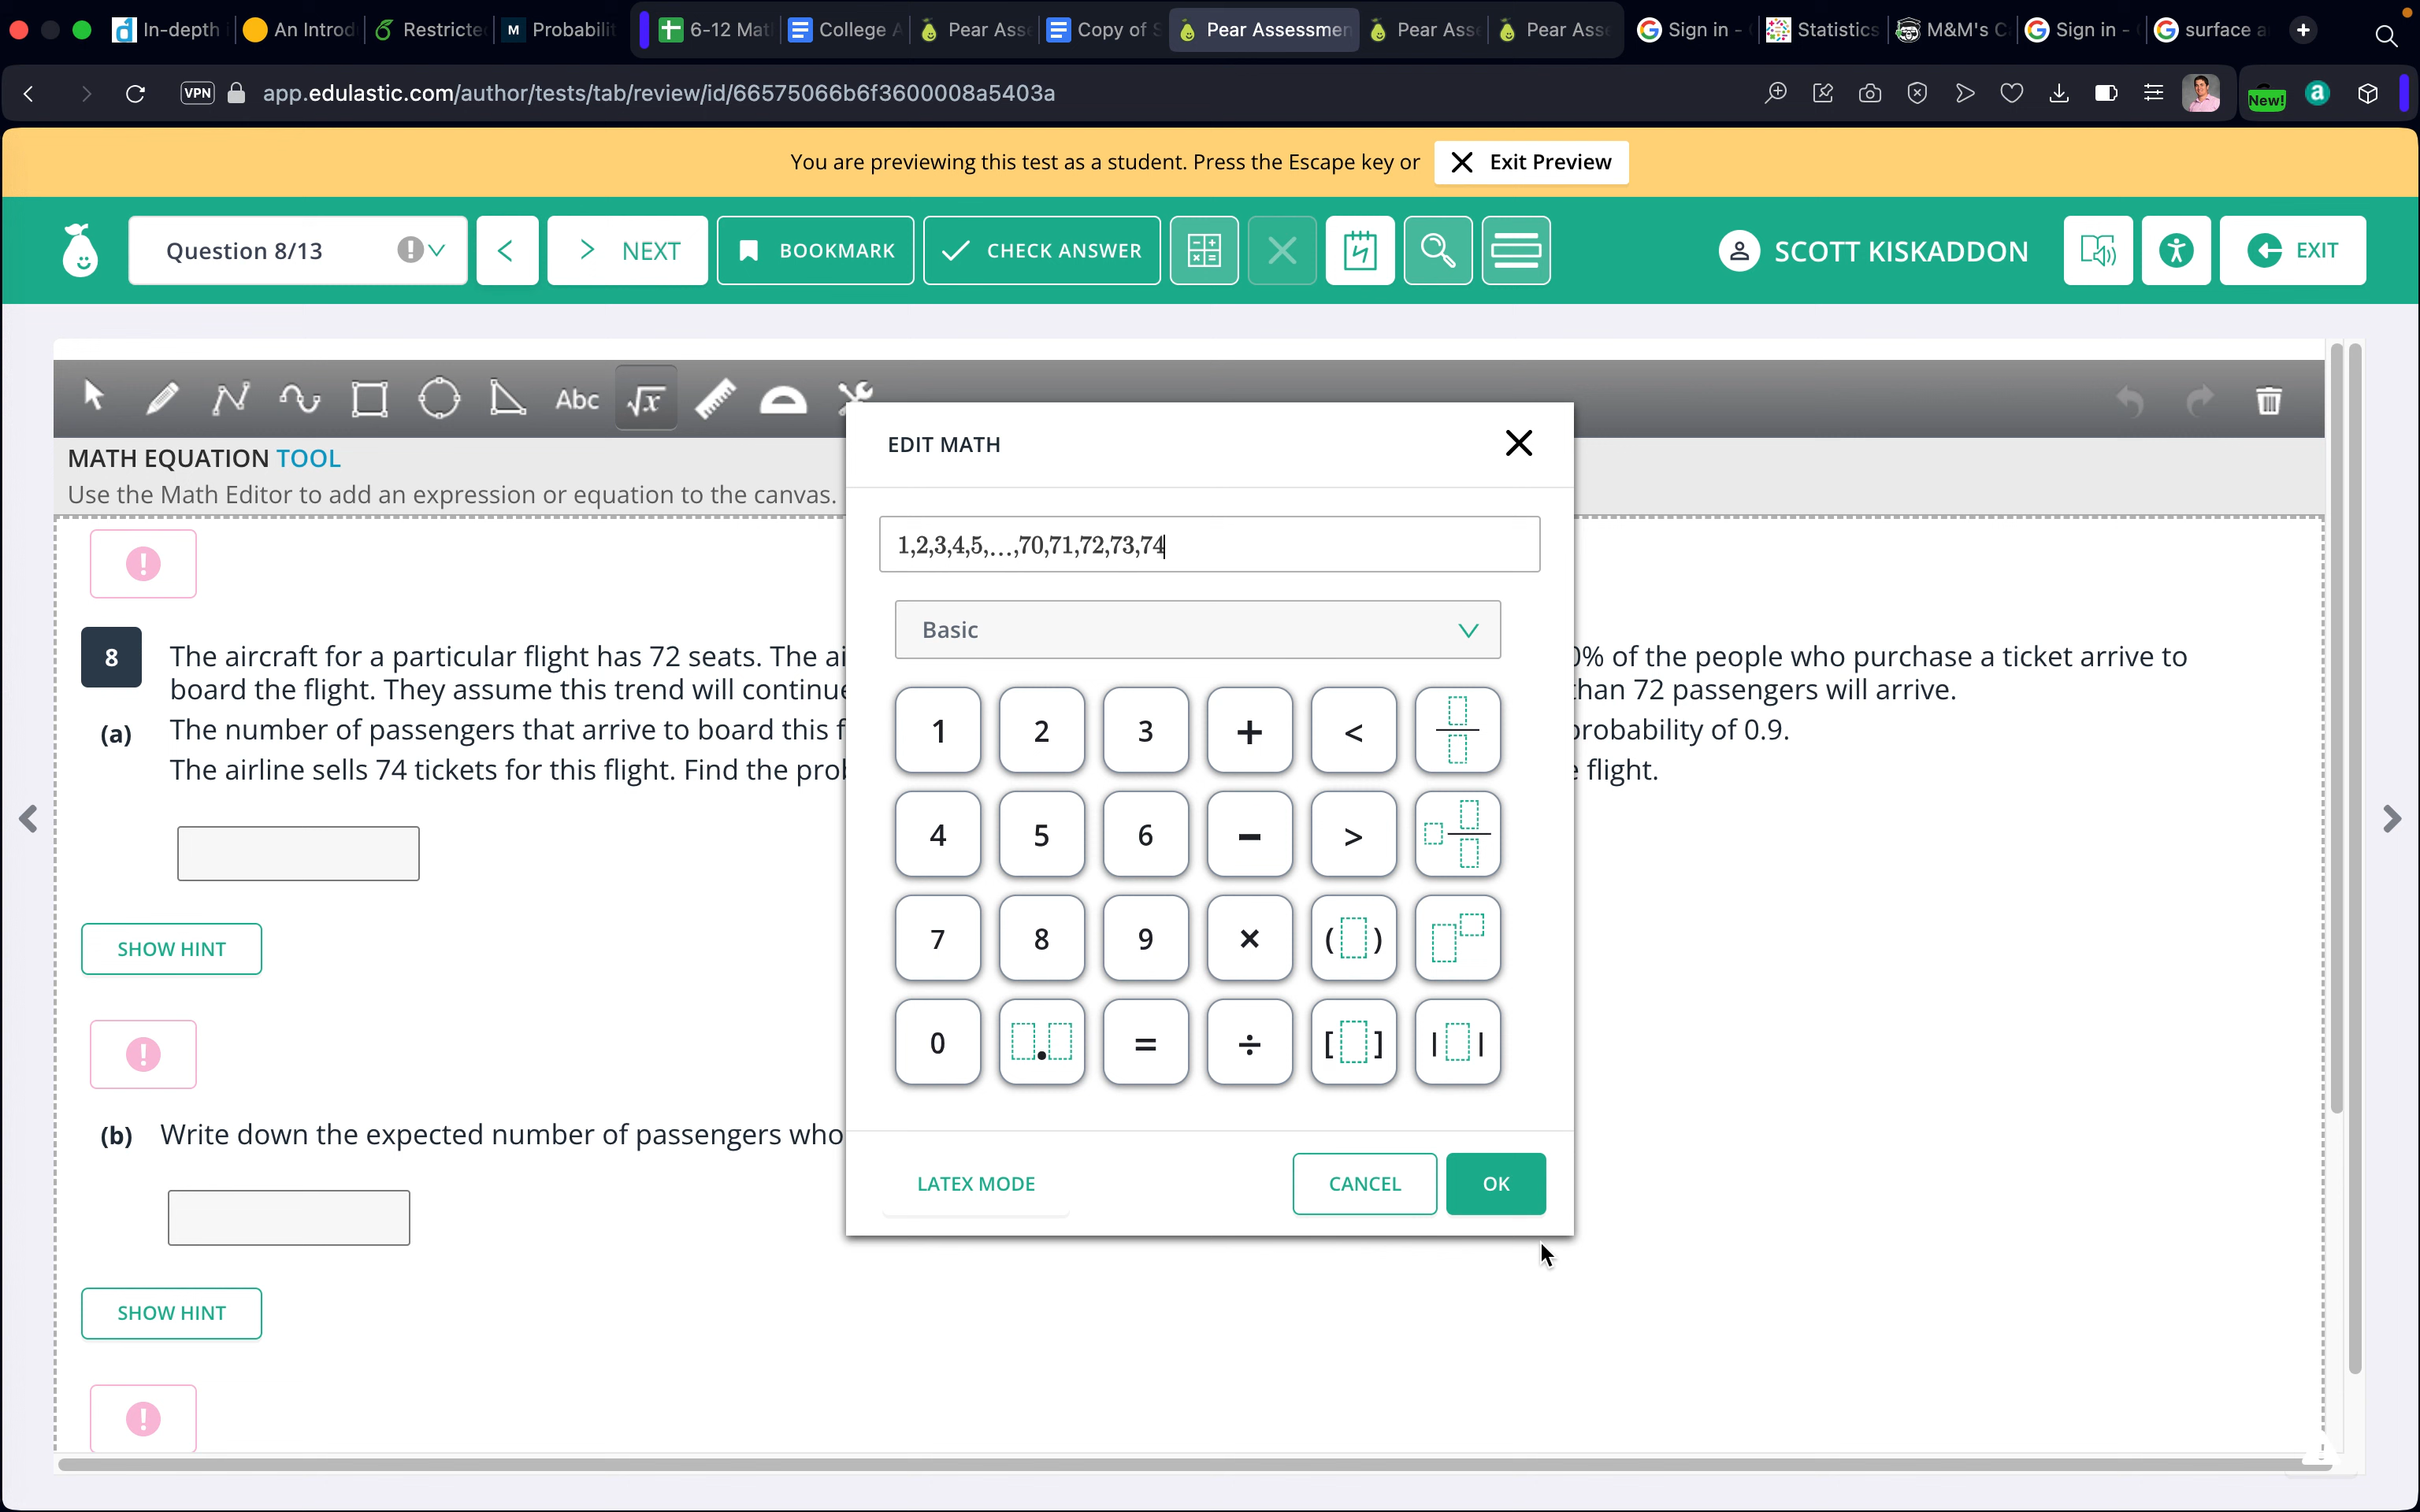 In-depth
An Introd
Restricte
Probabilit
6-12 Mat
College A
Pear Asse
Copy of S
Pear Assessmen
Pear Asse
Pear Asse
Sign in -
Statistics
M&M's C
Sign in -
surface a
VPN
app.edulastic.com/author/tests/tab/review/id/66575066b6f3600008a5403a
New!
You are previewing this test as a student. Press the Escape key or
Exit Preview
Question 8/13
NEXT
BOOKMARK
CHECK ANSWER
SCOTT KISKADDON
EXIT
Abc
MATH EQUATION TOOL
Use the Math Editor to add an expression or equation to the canvas.
EDIT MATH
1,2,3,4,5,...,70,71,72,73,74
Basic
1 2 3 + <
4 5 6 − >
7 8 9 × ( )
0 . = ÷ [ ] | |
LATEX MODE
CANCEL
OK
8 The aircraft for a particular flight has 72 seats. The ai 0% of the people who purchase a ticket arrive to
board the flight. They assume this trend will continue than 72 passengers will arrive.
(a) The number of passengers that arrive to board this f probability of 0.9.
The airline sells 74 tickets for this flight. Find the prob flight.
SHOW HINT
(b) Write down the expected number of passengers who
SHOW HINT